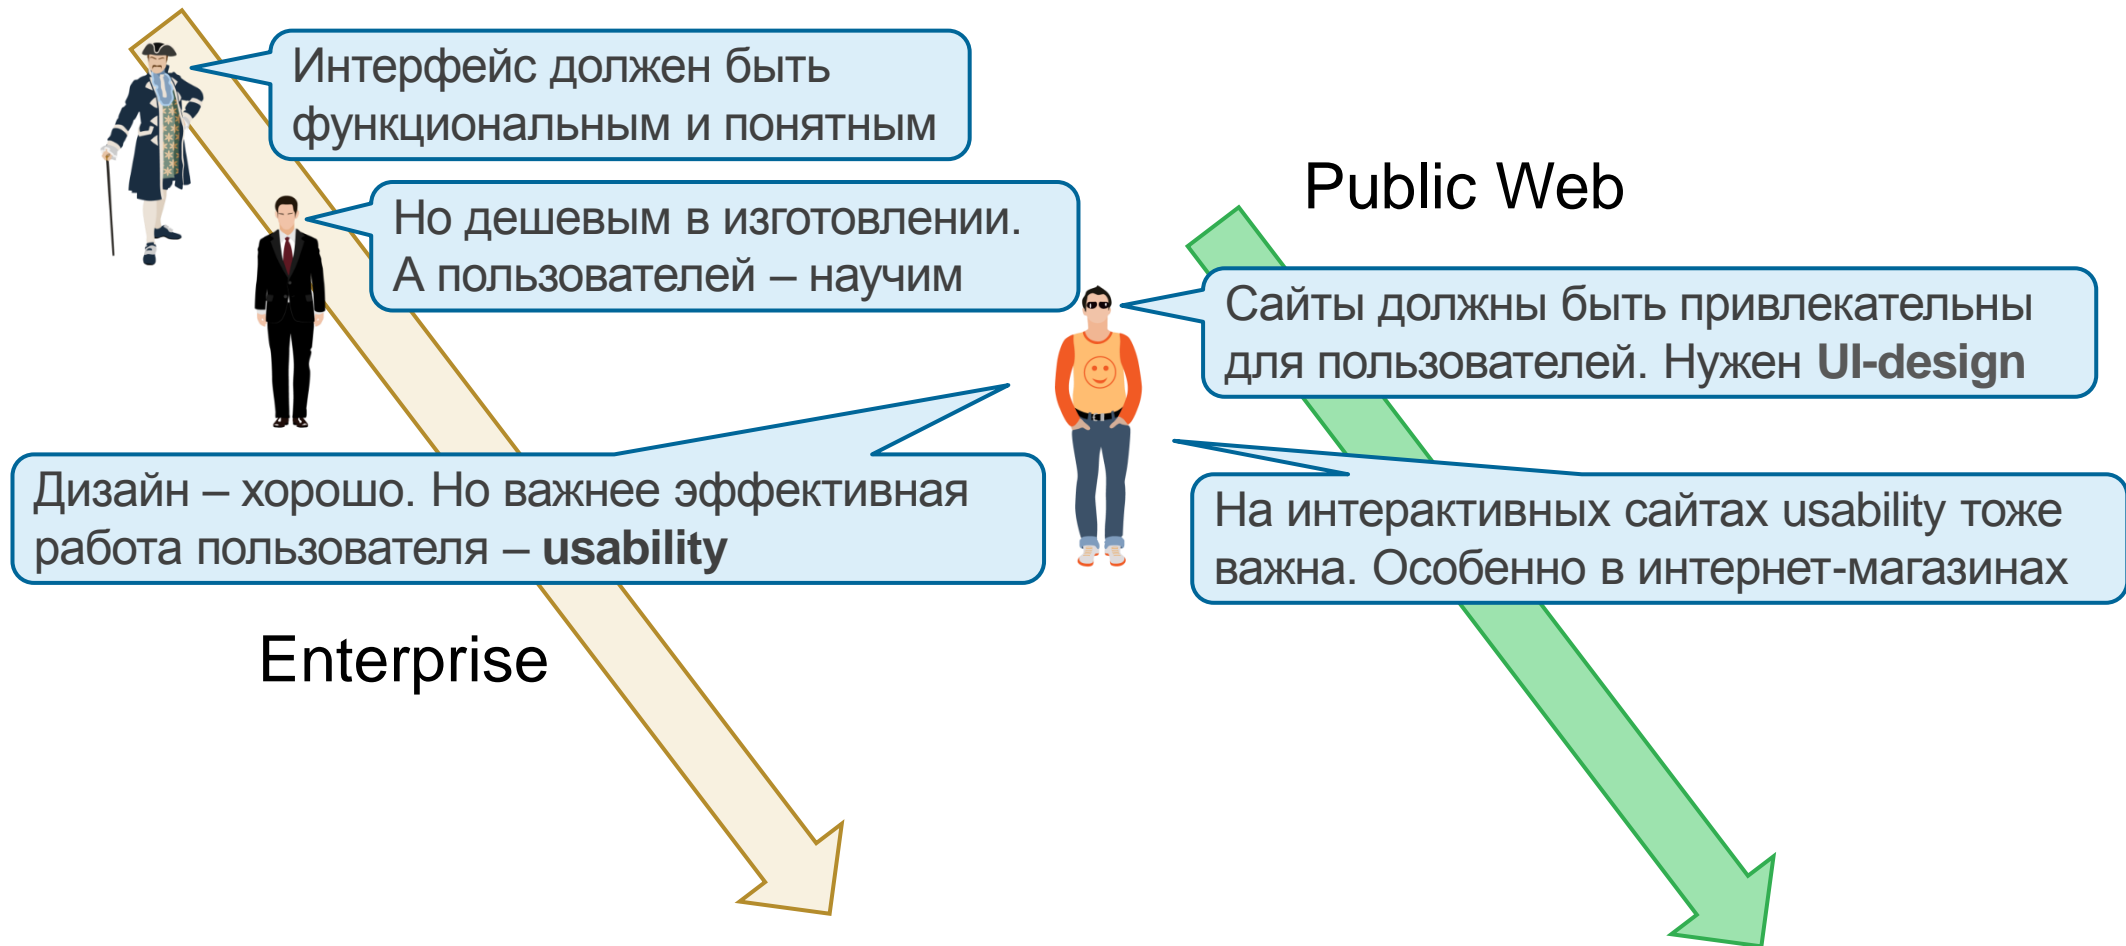 Интерфейс должен быть
функциональным и понятным
Но дешевым в изготовлении.
А пользователей – научим
Public Web
Сайты должны быть привлекательны
для пользователей. Нужен UI-design
Дизайн – хорошо. Но важнее эффективная
работа пользователя – usability
На интерактивных сайтах usability тоже
важна. Особенно в интернет-магазинах
Enterprise